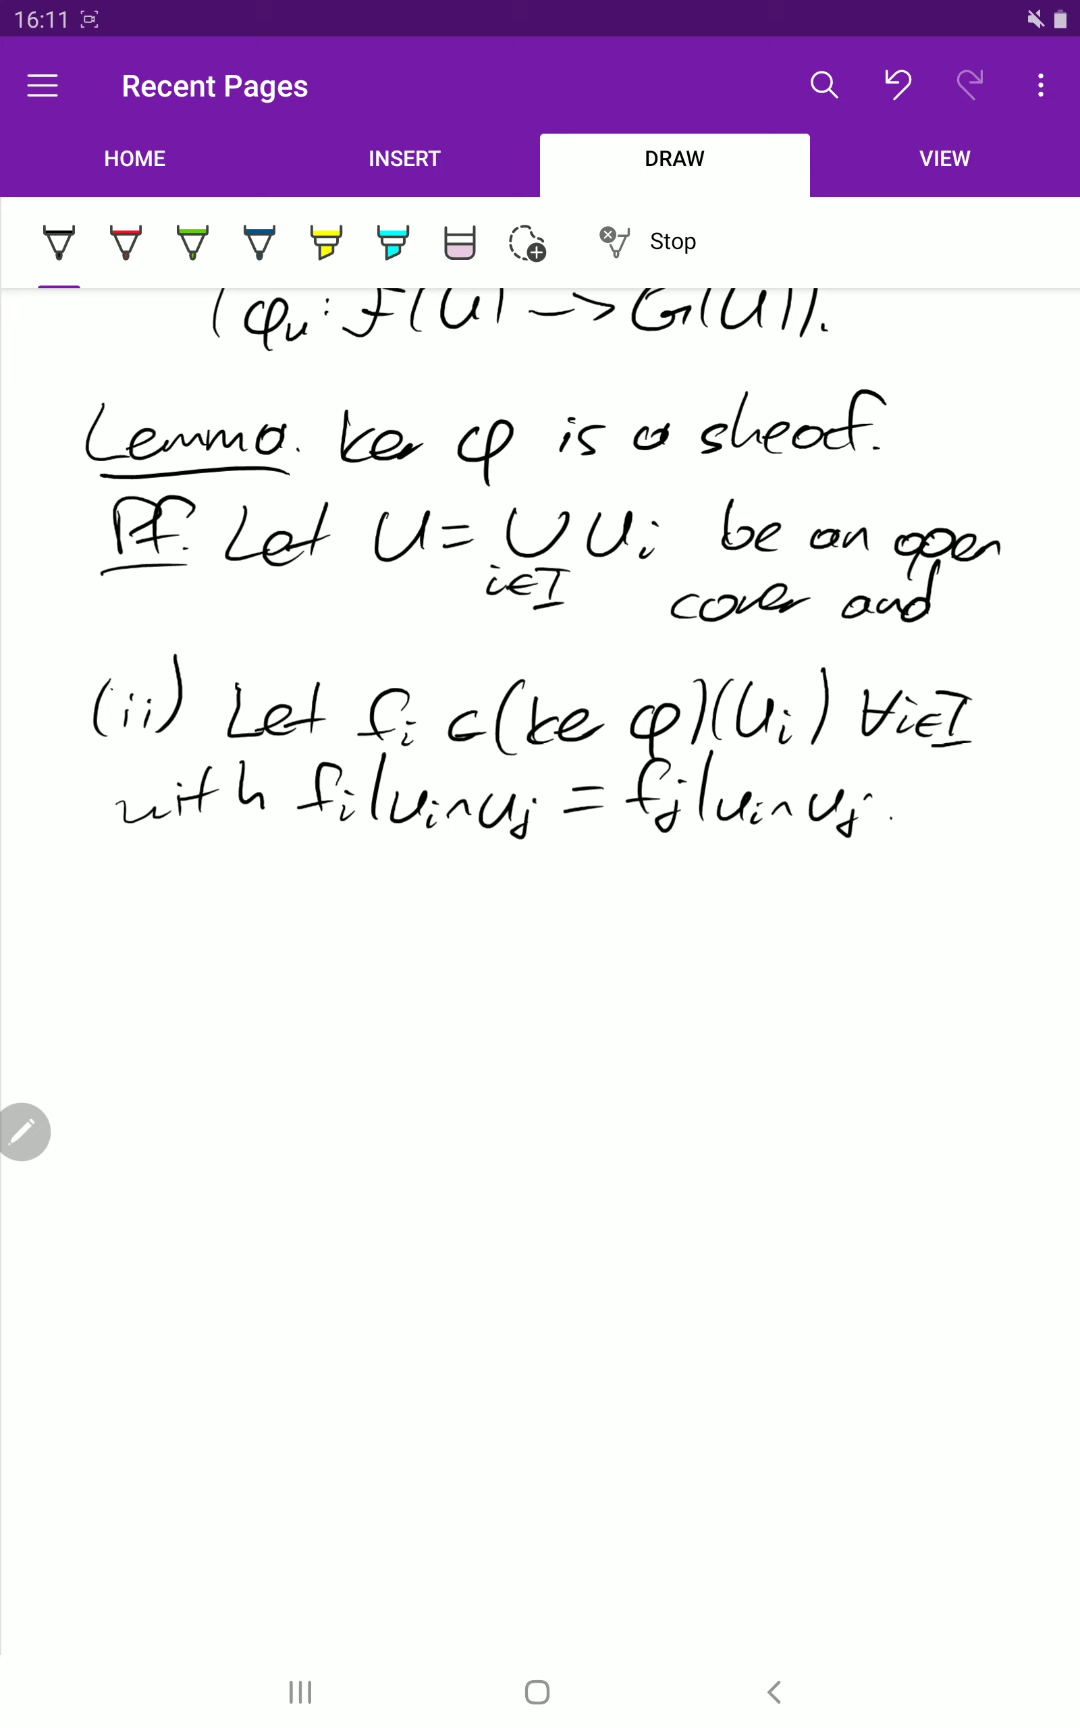 16:11
Recent Pages
HOME INSERT DRAW VIEW
Stop
(φ_U: F(U) -> G(U)).
Lemma. ker φ is a sheaf.
Pf. Let U = ∪ U_i be an open
i∈I cover and
(ii) Let f_i ∈ (ke φ)(U_i) ∀i∈I
with f_i|U_i∩U_j = f_j|U_i∩U_j.